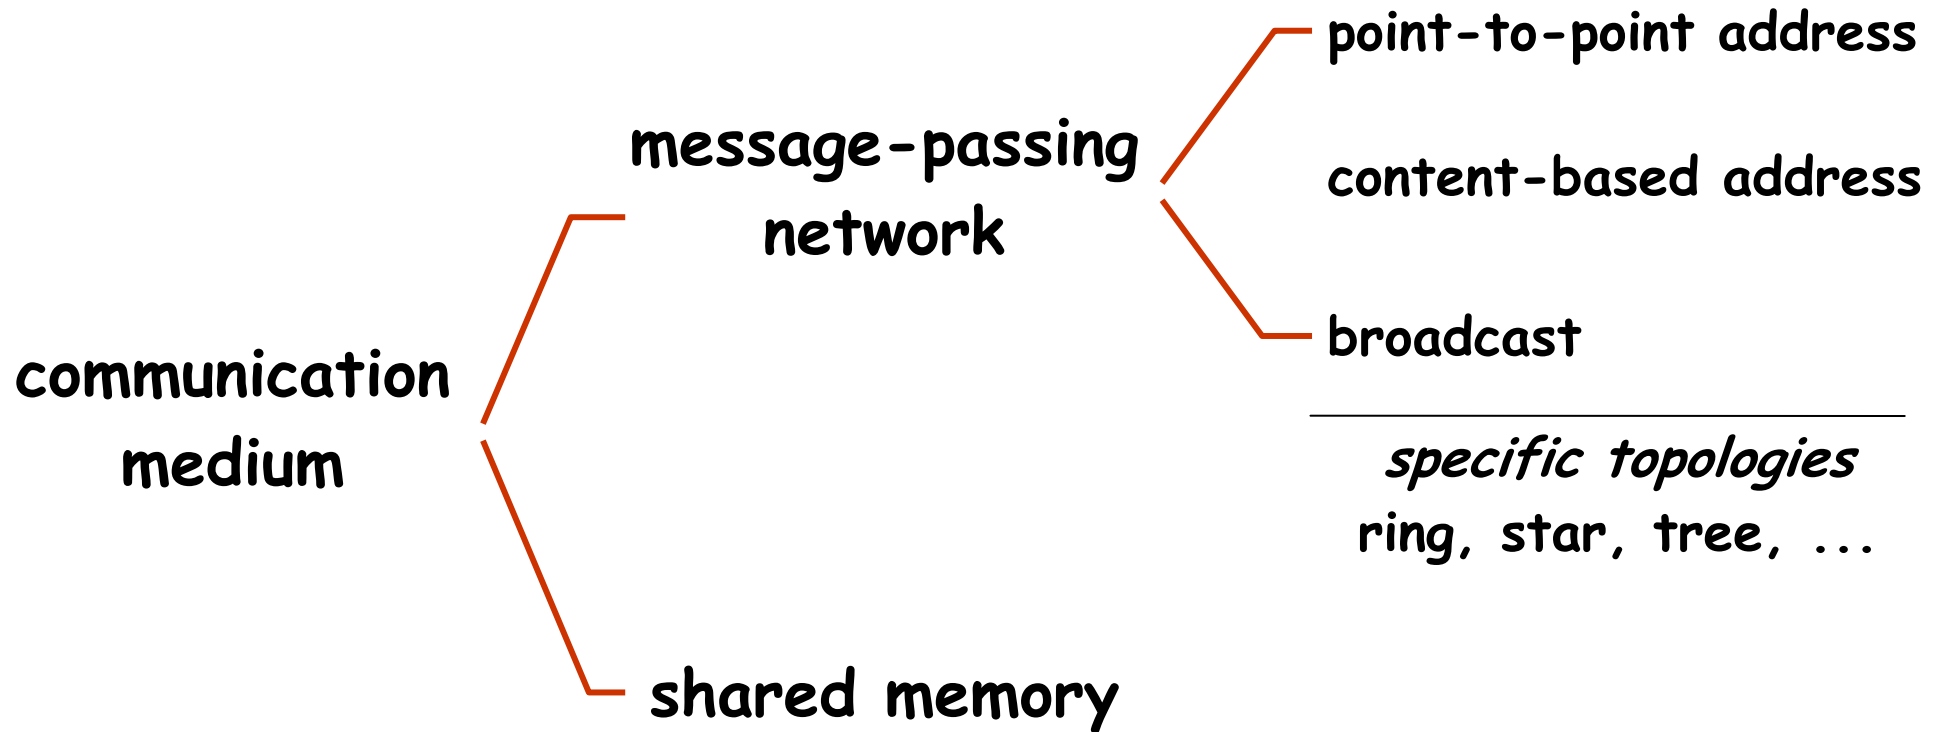 point-to-point address
message-passing
network
content-based address
broadcast
communication
medium
specific topologies
ring, star, tree, ...
shared memory